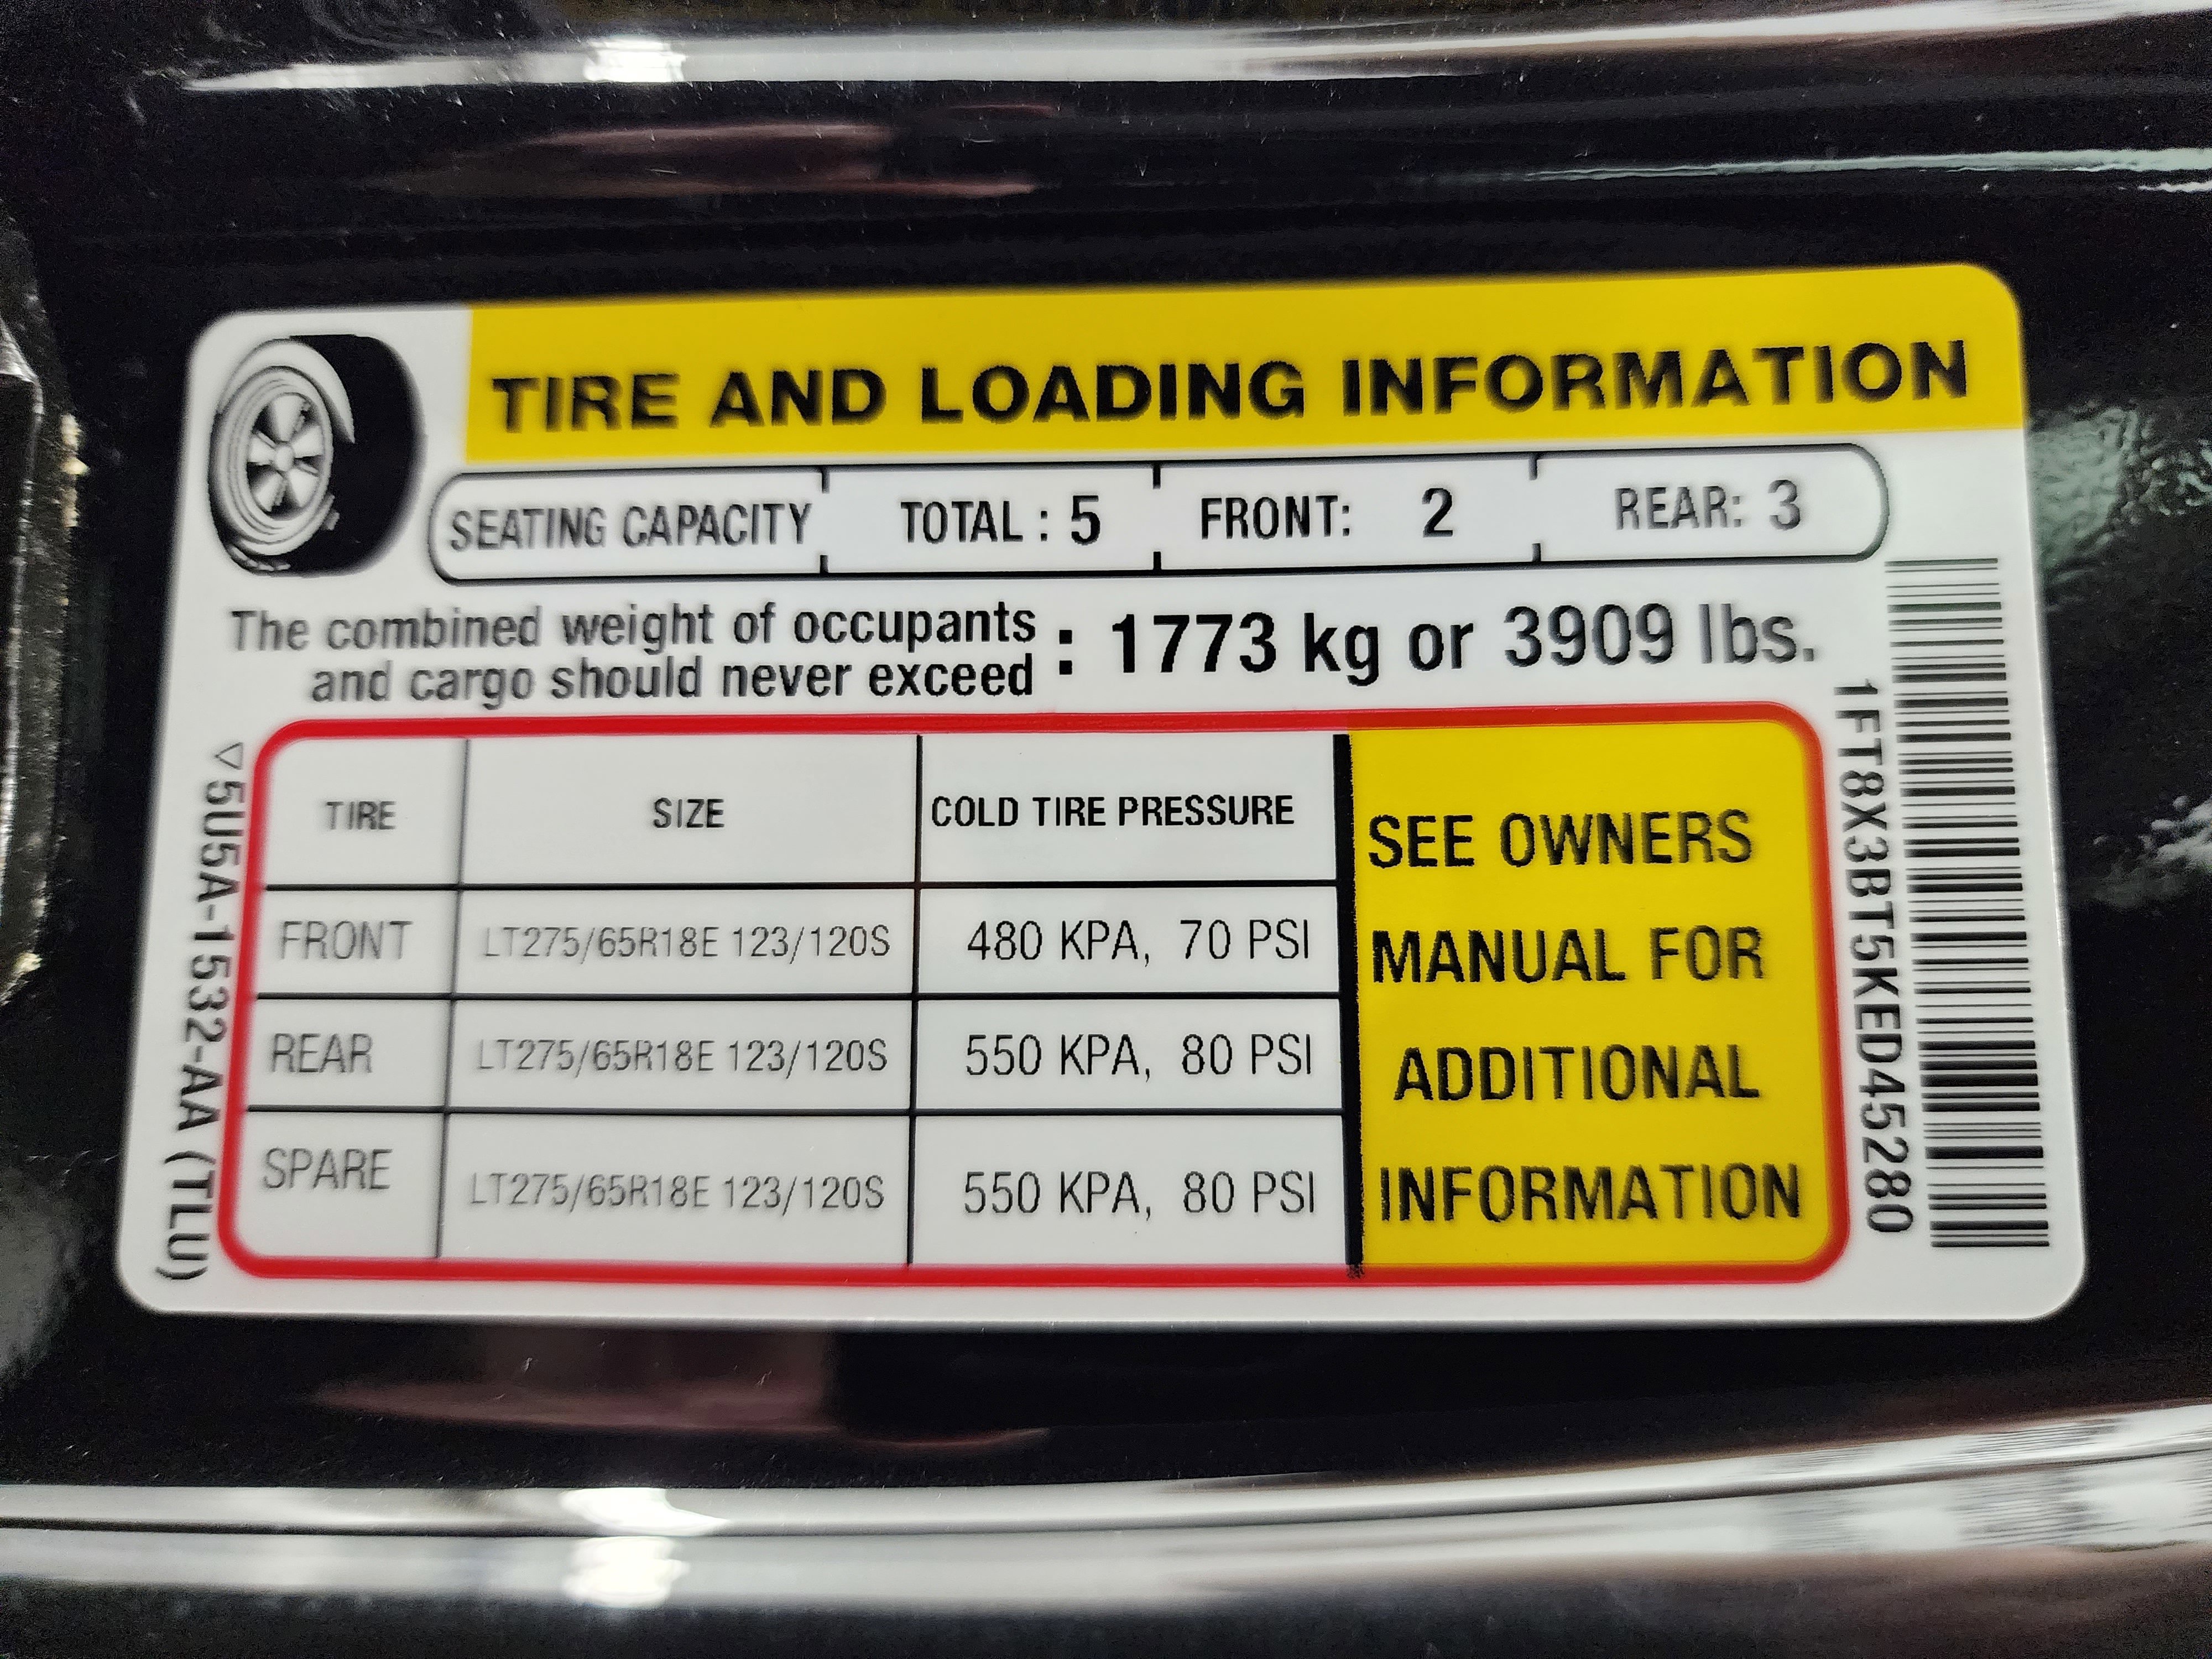 TIRE AND LOADING INFORMATION
SEATING CAPACITY TOTAL : 5 FRONT: 2 REAR: 3
The combined weight of occupants
and cargo should never exceed : 1773 kg or 3909 lbs.
TIRE SIZE COLD TIRE PRESSURE
FRONT LT275/65R18E 123/120S 480 KPA, 70 PSI
REAR LT275/65R18E 123/120S 550 KPA, 80 PSI
SPARE LT275/65R18E 123/120S 550 KPA, 80 PSI
SEE OWNERS
MANUAL FOR
ADDITIONAL
INFORMATION
▽5U5A-1532-AA (TLU)
1FT8X3BT5KED45280